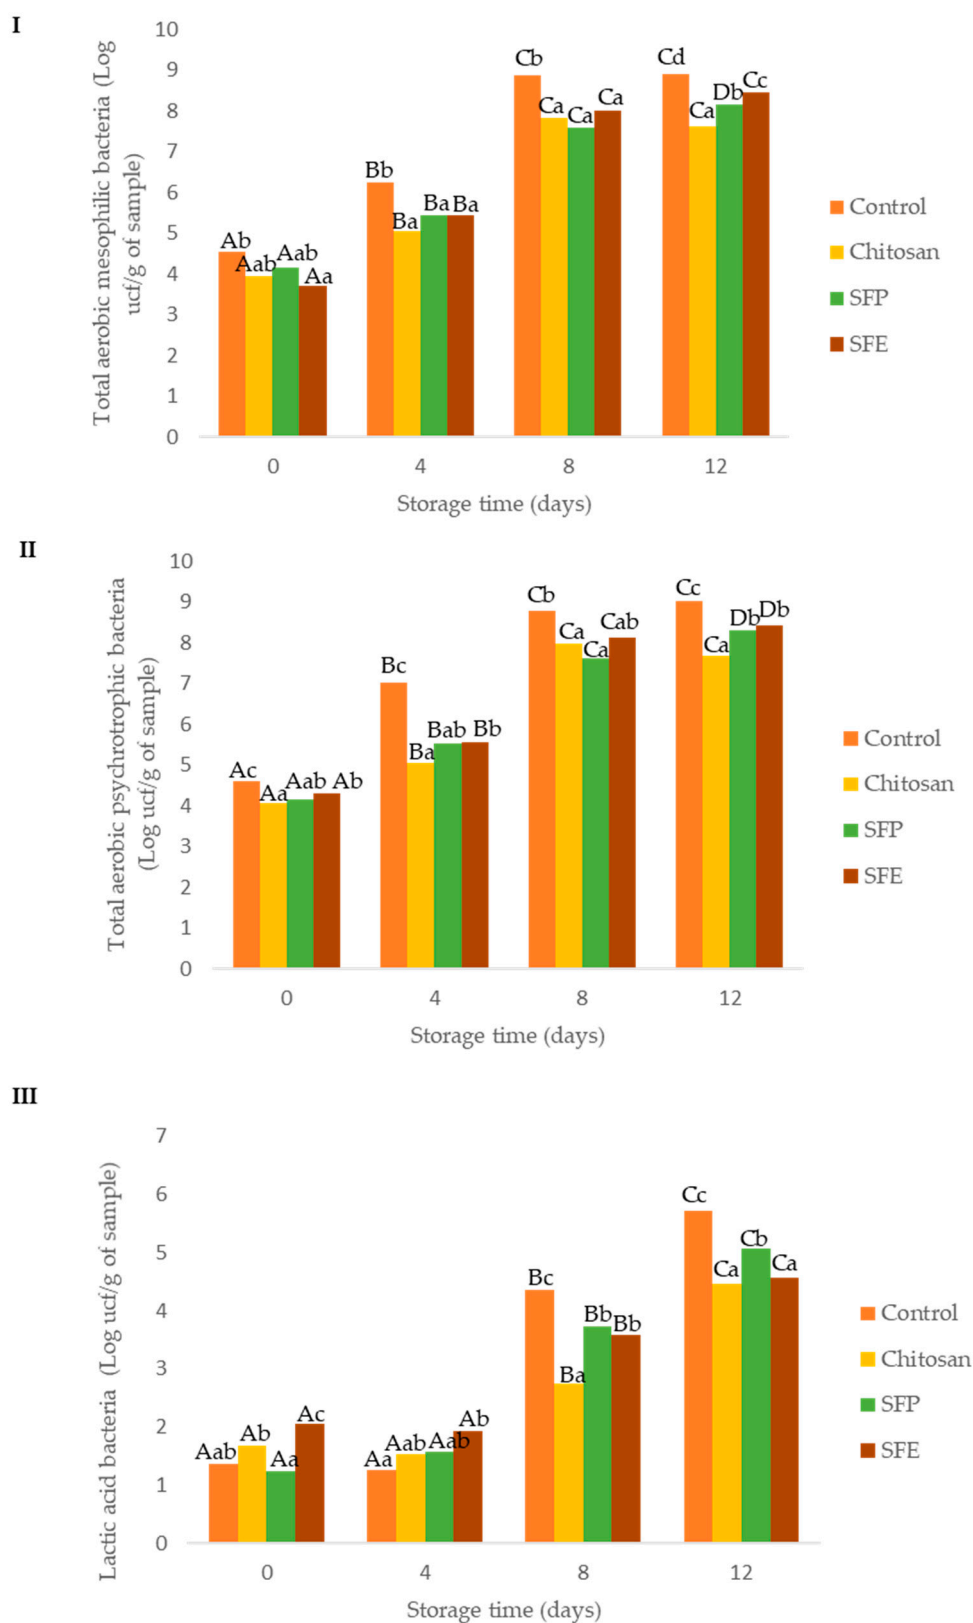 I
Total aerobic mesophilic bacteria (Log
ucf/g of sample)
10
9
8
7
6
5
4
3
2
1
0
Ab
Aab
Aab
Aa
Bb
Ba
Ba
Ba
Cb
Ca
Ca
Ca
Cd
Ca
Db
Cc
0
4
8
12
Storage time (days)
Control
Chitosan
SFP
SFE
II
Total aerobic psychrotrophic bacteria
(Log ucf/g of sample)
10
9
8
7
6
5
4
3
2
1
0
Ac
Aa
Aab
Ab
Bc
Ba
Bab
Bb
Cb
Ca
Ca
Cab
Cc
Ca
Db
Db
0
4
8
12
Storage time (days)
Control
Chitosan
SFP
SFE
III
Lactic acid bacteria (Log ucf/g of sample)
7
6
5
4
3
2
1
0
Aab
Ab
Aa
Ac
Aa
Aab
Aab
Ab
Bc
Ba
Bb
Bb
Cc
Ca
Cb
Ca
0
4
8
12
Storage time (days)
Control
Chitosan
SFP
SFE